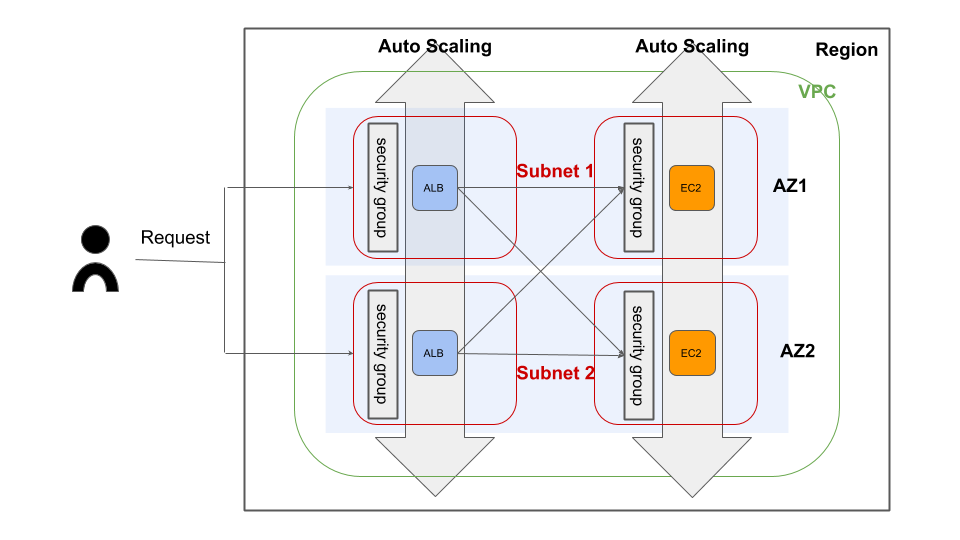 Auto Scaling
Auto Scaling
Region
VPC
security group
ALB
Subnet 1
security group
EC2
AZ1
Request
security group
ALB
Subnet 2
security group
EC2
AZ2